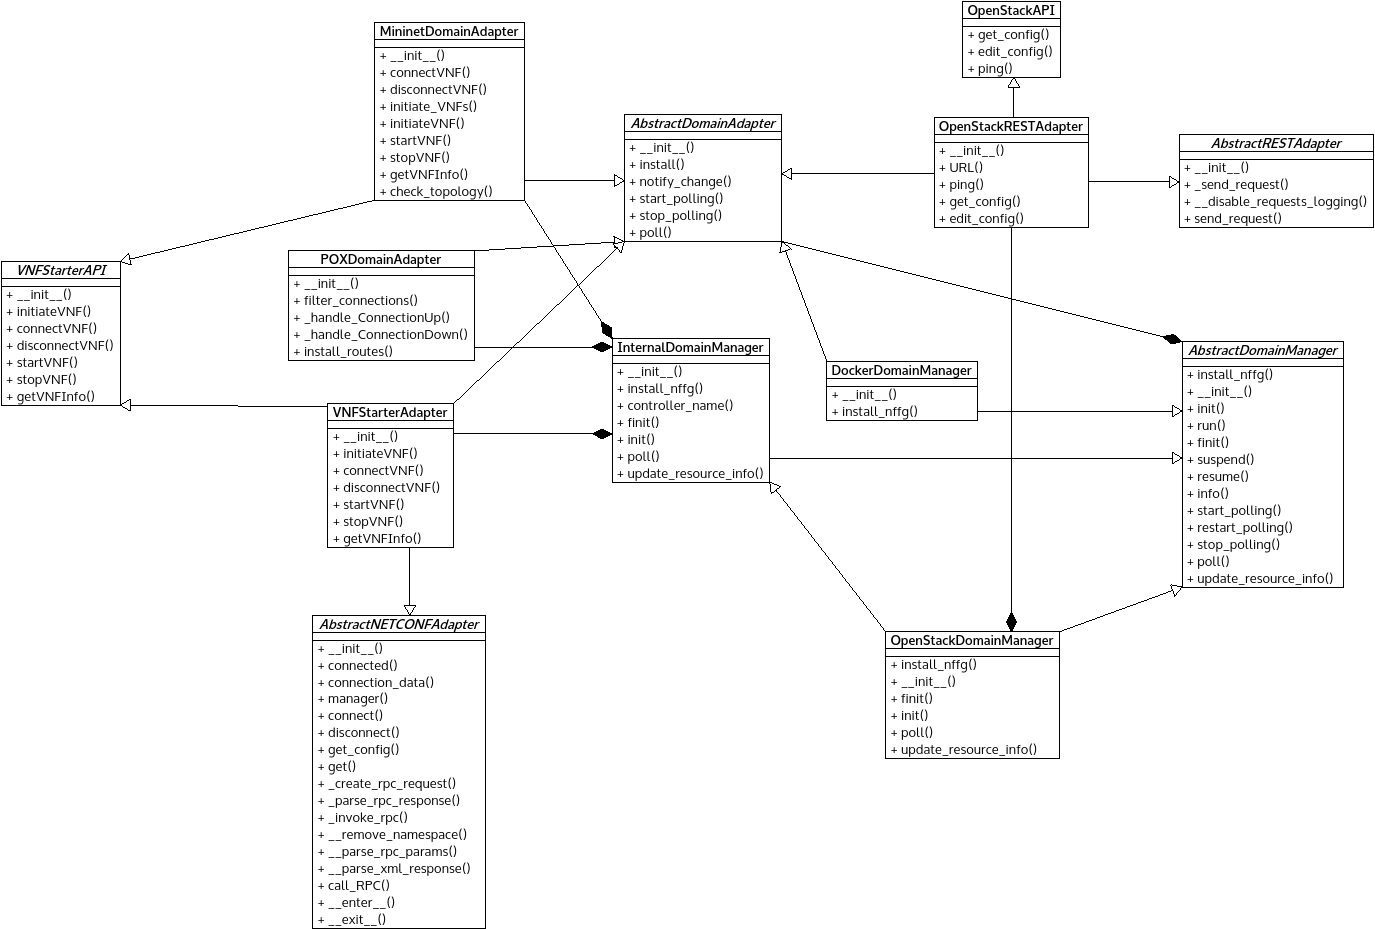 OpenStackAPI
+ get_config()
+ edit_config()
+ ping()
MininetDomainAdapter
+ __init__()
+ connectVNF()
+ disconnectVNF()
+ initiate_VNFs()
+ initiateVNF()
+ startVNF()
+ stopVNF()
+ getVNFInfo()
+ check_topology()
AbstractDomainAdapter
+ __init__()
+ install()
+ notify_change()
+ start_polling()
+ stop_polling()
+ poll()
OpenStackRESTAdapter
+ __init__()
+ URL()
+ ping()
+ get_config()
+ edit_config()
AbstractRESTAdapter
+ __init__()
+ _send_request()
+ __disable_requests_logging()
+ send_request()
VNFStarterAPI
+ __init__()
+ initiateVNF()
+ connectVNF()
+ disconnectVNF()
+ startVNF()
+ stopVNF()
+ getVNFInfo()
POXDomainAdapter
+ __init__()
+ filter_connections()
+ _handle_ConnectionUp()
+ _handle_ConnectionDown()
+ install_routes()
InternalDomainManager
+ __init__()
+ install_nffg()
+ controller_name()
+ finit()
+ init()
+ poll()
+ update_resource_info()
DockerDomainManager
+ __init__()
+ install_nffg()
AbstractDomainManager
+ install_nffg()
+ __init__()
+ init()
+ run()
+ finit()
+ suspend()
+ resume()
+ info()
+ start_polling()
+ restart_polling()
+ stop_polling()
+ poll()
+ update_resource_info()
VNFStarterAdapter
+ __init__()
+ initiateVNF()
+ connectVNF()
+ disconnectVNF()
+ startVNF()
+ stopVNF()
+ getVNFInfo()
AbstractNETCONFAdapter
+ __init__()
+ connected()
+ connection_data()
+ manager()
+ connect()
+ disconnect()
+ get_config()
+ get()
+ _create_rpc_request()
+ _parse_rpc_response()
+ _invoke_rpc()
+ __remove_namespace()
+ __parse_rpc_params()
+ __parse_xml_response()
+ call_RPC()
+ __enter__()
+ __exit__()
OpenStackDomainManager
+ install_nffg()
+ __init__()
+ finit()
+ init()
+ poll()
+ update_resource_info()